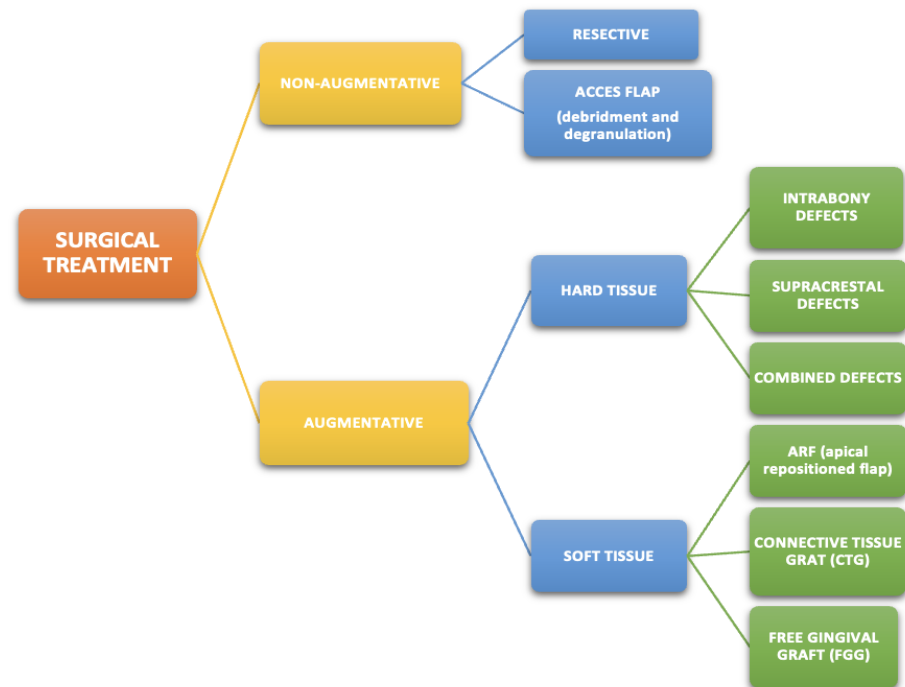 RESECTIVE
NON-AUGMENTATIVE
ACCES FLAP
(debridment and
degranulation)
SURGICAL
TREATMENT
INTRABONY
DEFECTS
HARD TISSUE
SUPRACRESTAL
DEFECTS
COMBINED DEFECTS
AUGMENTATIVE
ARF (apical
repositioned flap)
SOFT TISSUE
CONNECTIVE TISSUE
GRAT (CTG)
FREE GINGIVAL
GRAFT (FGG)